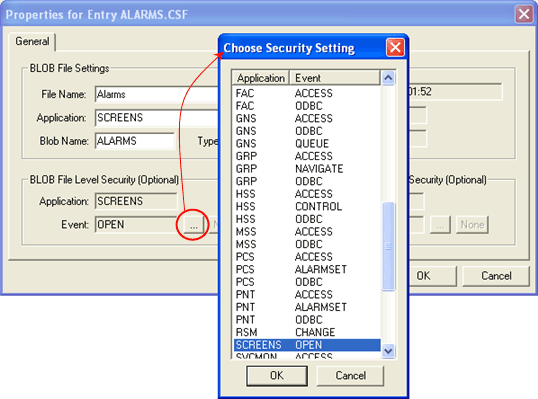 Properties for Entry ALARMS.CSF
General
BLOB File Settings
File Name: Alarms
01:52
Application: SCREENS
Blob Name: ALARMS Type
BLOB File Level Security (Optional)
Security (Optional)
Application: SCREENS
Event: OPEN ...
... None
OK Cancel
Choose Security Setting
Application Event
FAC ACCESS
FAC ODBC
GNS ACCESS
GNS ODBC
GNS QUEUE
GRP ACCESS
GRP NAVIGATE
GRP ODBC
HSS ACCESS
HSS CONTROL
HSS ODBC
MSS ACCESS
MSS ODBC
PCS ACCESS
PCS ALARMSET
PCS ODBC
PNT ACCESS
PNT ALARMSET
PNT ODBC
RSM CHANGE
SCREENS OPEN
SVCMON ACCESS
OK Cancel